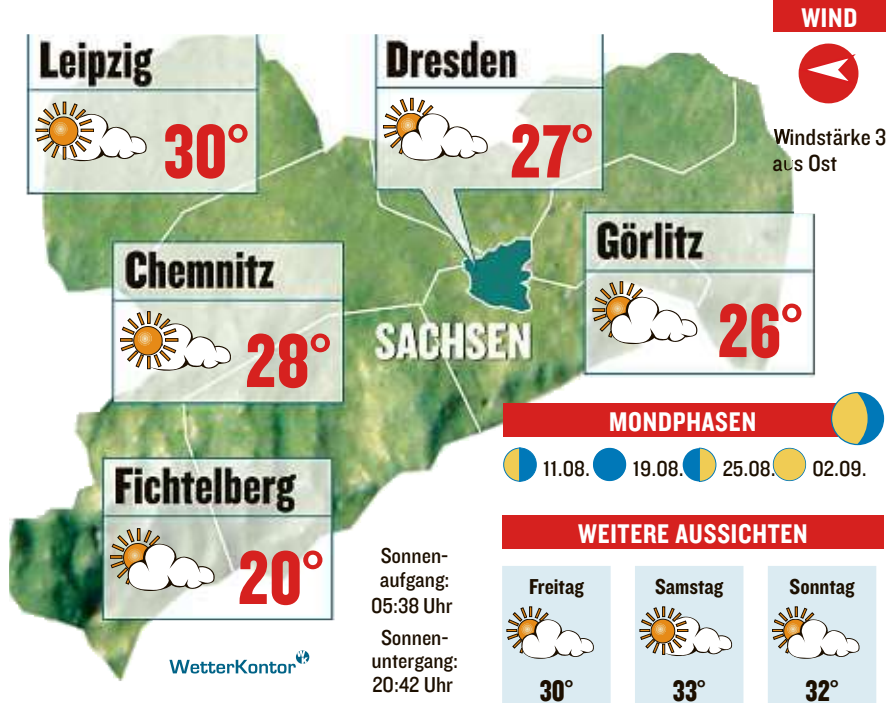 WIND
Windstärke 3
aus Ost
Leipzig
30°
Dresden
27°
Chemnitz
28°
Görlitz
26°
SACHSEN
Fichtelberg
20°
WetterKontor
Sonnen-
aufgang:
05:38 Uhr
Sonnen-
untergang:
20:42 Uhr
MONDPHASEN
11.08. 19.08. 25.08. 02.09.
WEITERE AUSSICHTEN
Freitag Samstag Sonntag
30° 33° 32°